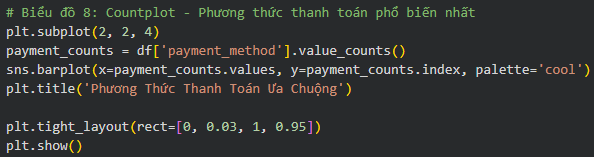 # Biểu đồ 8: Countplot - Phương thức thanh toán phổ biến nhất
plt.subplot(2, 2, 4)
payment_counts = df['payment_method'].value_counts()
sns.barplot(x=payment_counts.values, y=payment_counts.index, palette='cool')
plt.title('Phương Thức Thanh Toán Ưa Chuộng')
plt.tight_layout(rect=[0, 0.03, 1, 0.95])
plt.show()